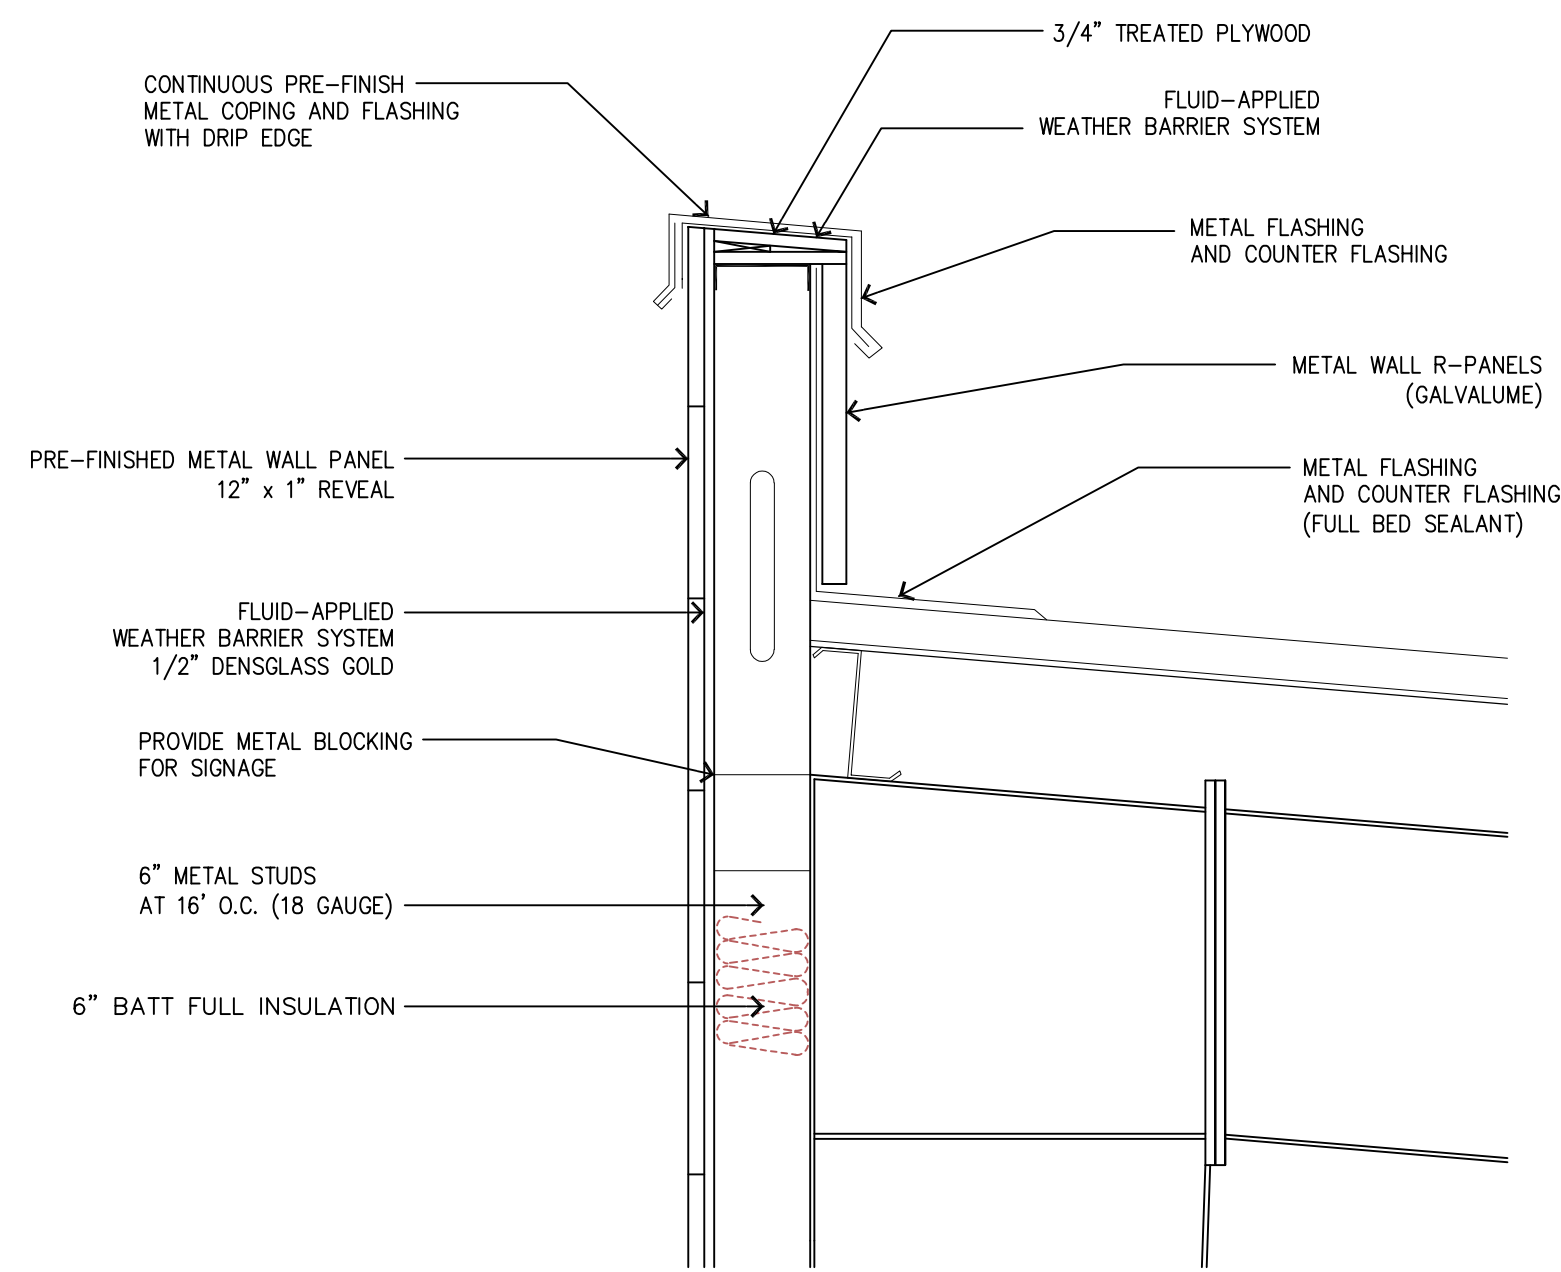 3/4” TREATED PLYWOOD
CONTINUOUS PRE-FINISH
METAL COPING AND FLASHING
WITH DRIP EDGE
FLUID-APPLIED
WEATHER BARRIER SYSTEM
METAL FLASHING
AND COUNTER FLASHING
METAL WALL R-PANELS
(GALVALUME)
PRE-FINISHED METAL WALL PANEL
12” x 1” REVEAL
METAL FLASHING
AND COUNTER FLASHING
(FULL BED SEALANT)
FLUID-APPLIED
WEATHER BARRIER SYSTEM
1/2” DENSGLASS GOLD
PROVIDE METAL BLOCKING
FOR SIGNAGE
6” METAL STUDS
AT 16’ O.C. (18 GAUGE)
6” BATT FULL INSULATION